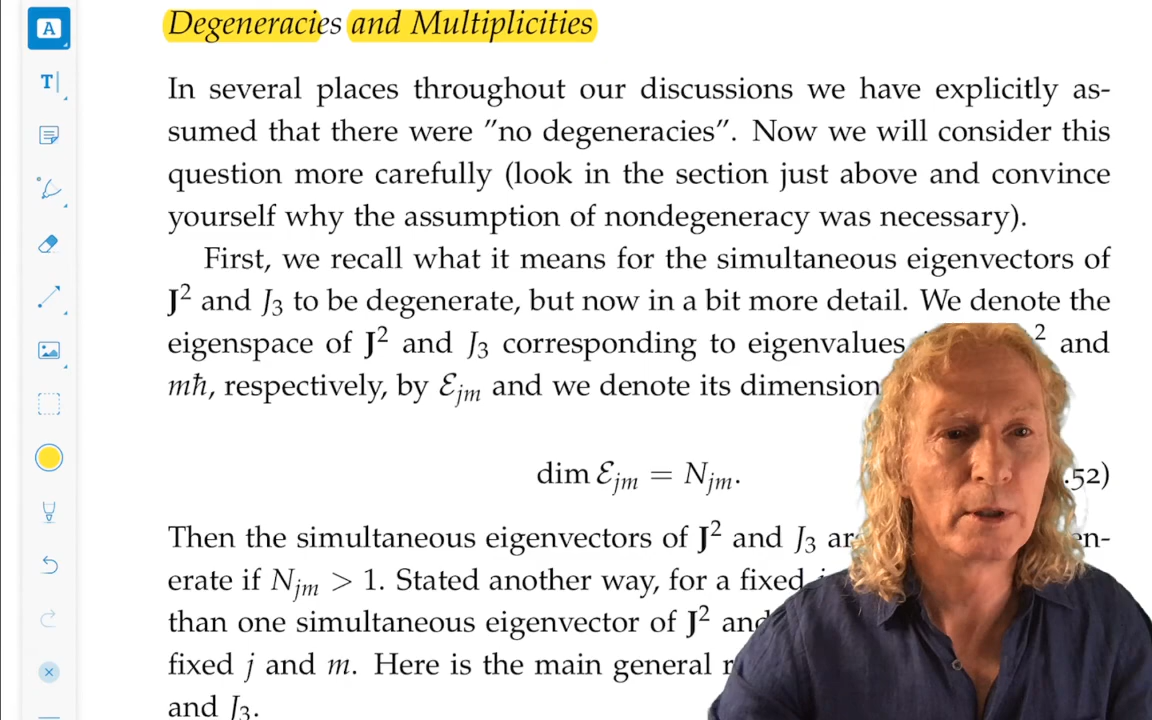 A
T
Degeneracies and Multiplicities
In several places throughout our discussions we have explicitly as-
sumed that there were ”no degeneracies”. Now we will consider this
question more carefully (look in the section just above and convince
yourself why the assumption of nondegeneracy was necessary).
First, we recall what it means for the simultaneous eigenvectors of
J² and J₃ to be degenerate, but now in a bit more detail. We denote the
eigenspace of J² and J₃ corresponding to eigenvalues ² and
mℏ, respectively, by ℰⱼₘ and we denote its dimension
dim ℰⱼₘ = Nⱼₘ. .52)
Then the simultaneous eigenvectors of J² and J₃ en-
erate if Nⱼₘ > 1. Stated another way, for a fixed
than one simultaneous eigenvector of J² and
fixed j and m. Here is the main general
and J₃.